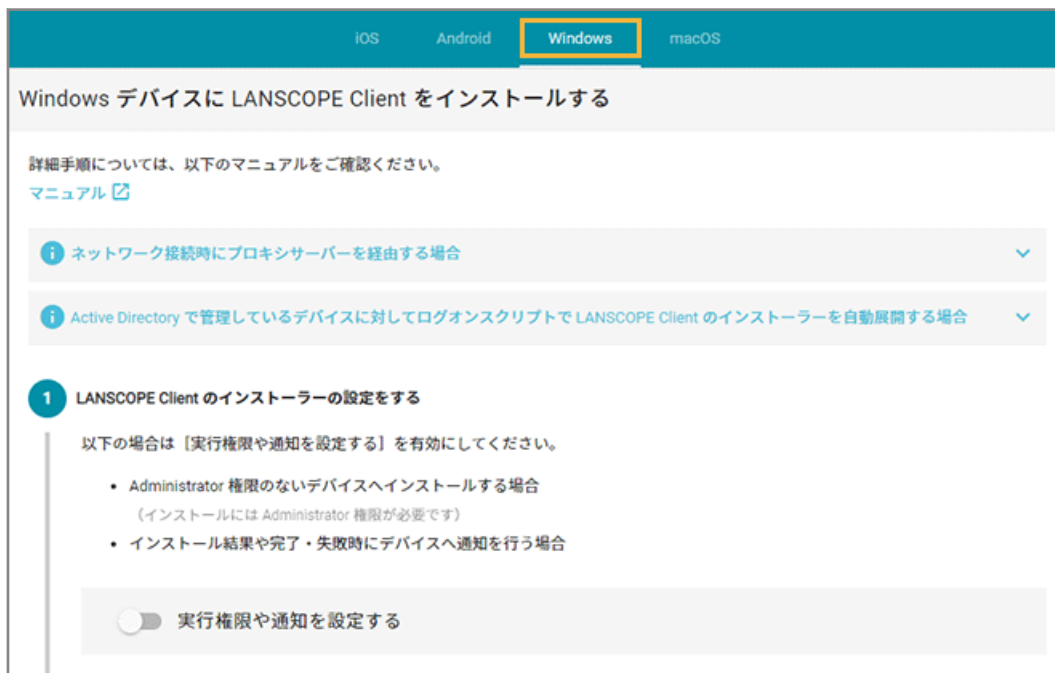 iOS Android Windows macOS
Windows デバイスに LANSCOPE Client をインストールする
詳細手順については、以下のマニュアルをご確認ください。
マニュアル
ネットワーク接続時にプロキシサーバーを経由する場合
Active Directory で管理しているデバイスに対してログオンスクリプトで LANSCOPE Client のインストーラーを自動展開する場合
1 LANSCOPE Client のインストーラーの設定をする
以下の場合は［実行権限や通知を設定する］を有効にしてください。
• Administrator 権限のないデバイスへインストールする場合
（インストールには Administrator 権限が必要です）
• インストール結果や完了・失敗時にデバイスへ通知を行う場合
実行権限や通知を設定する